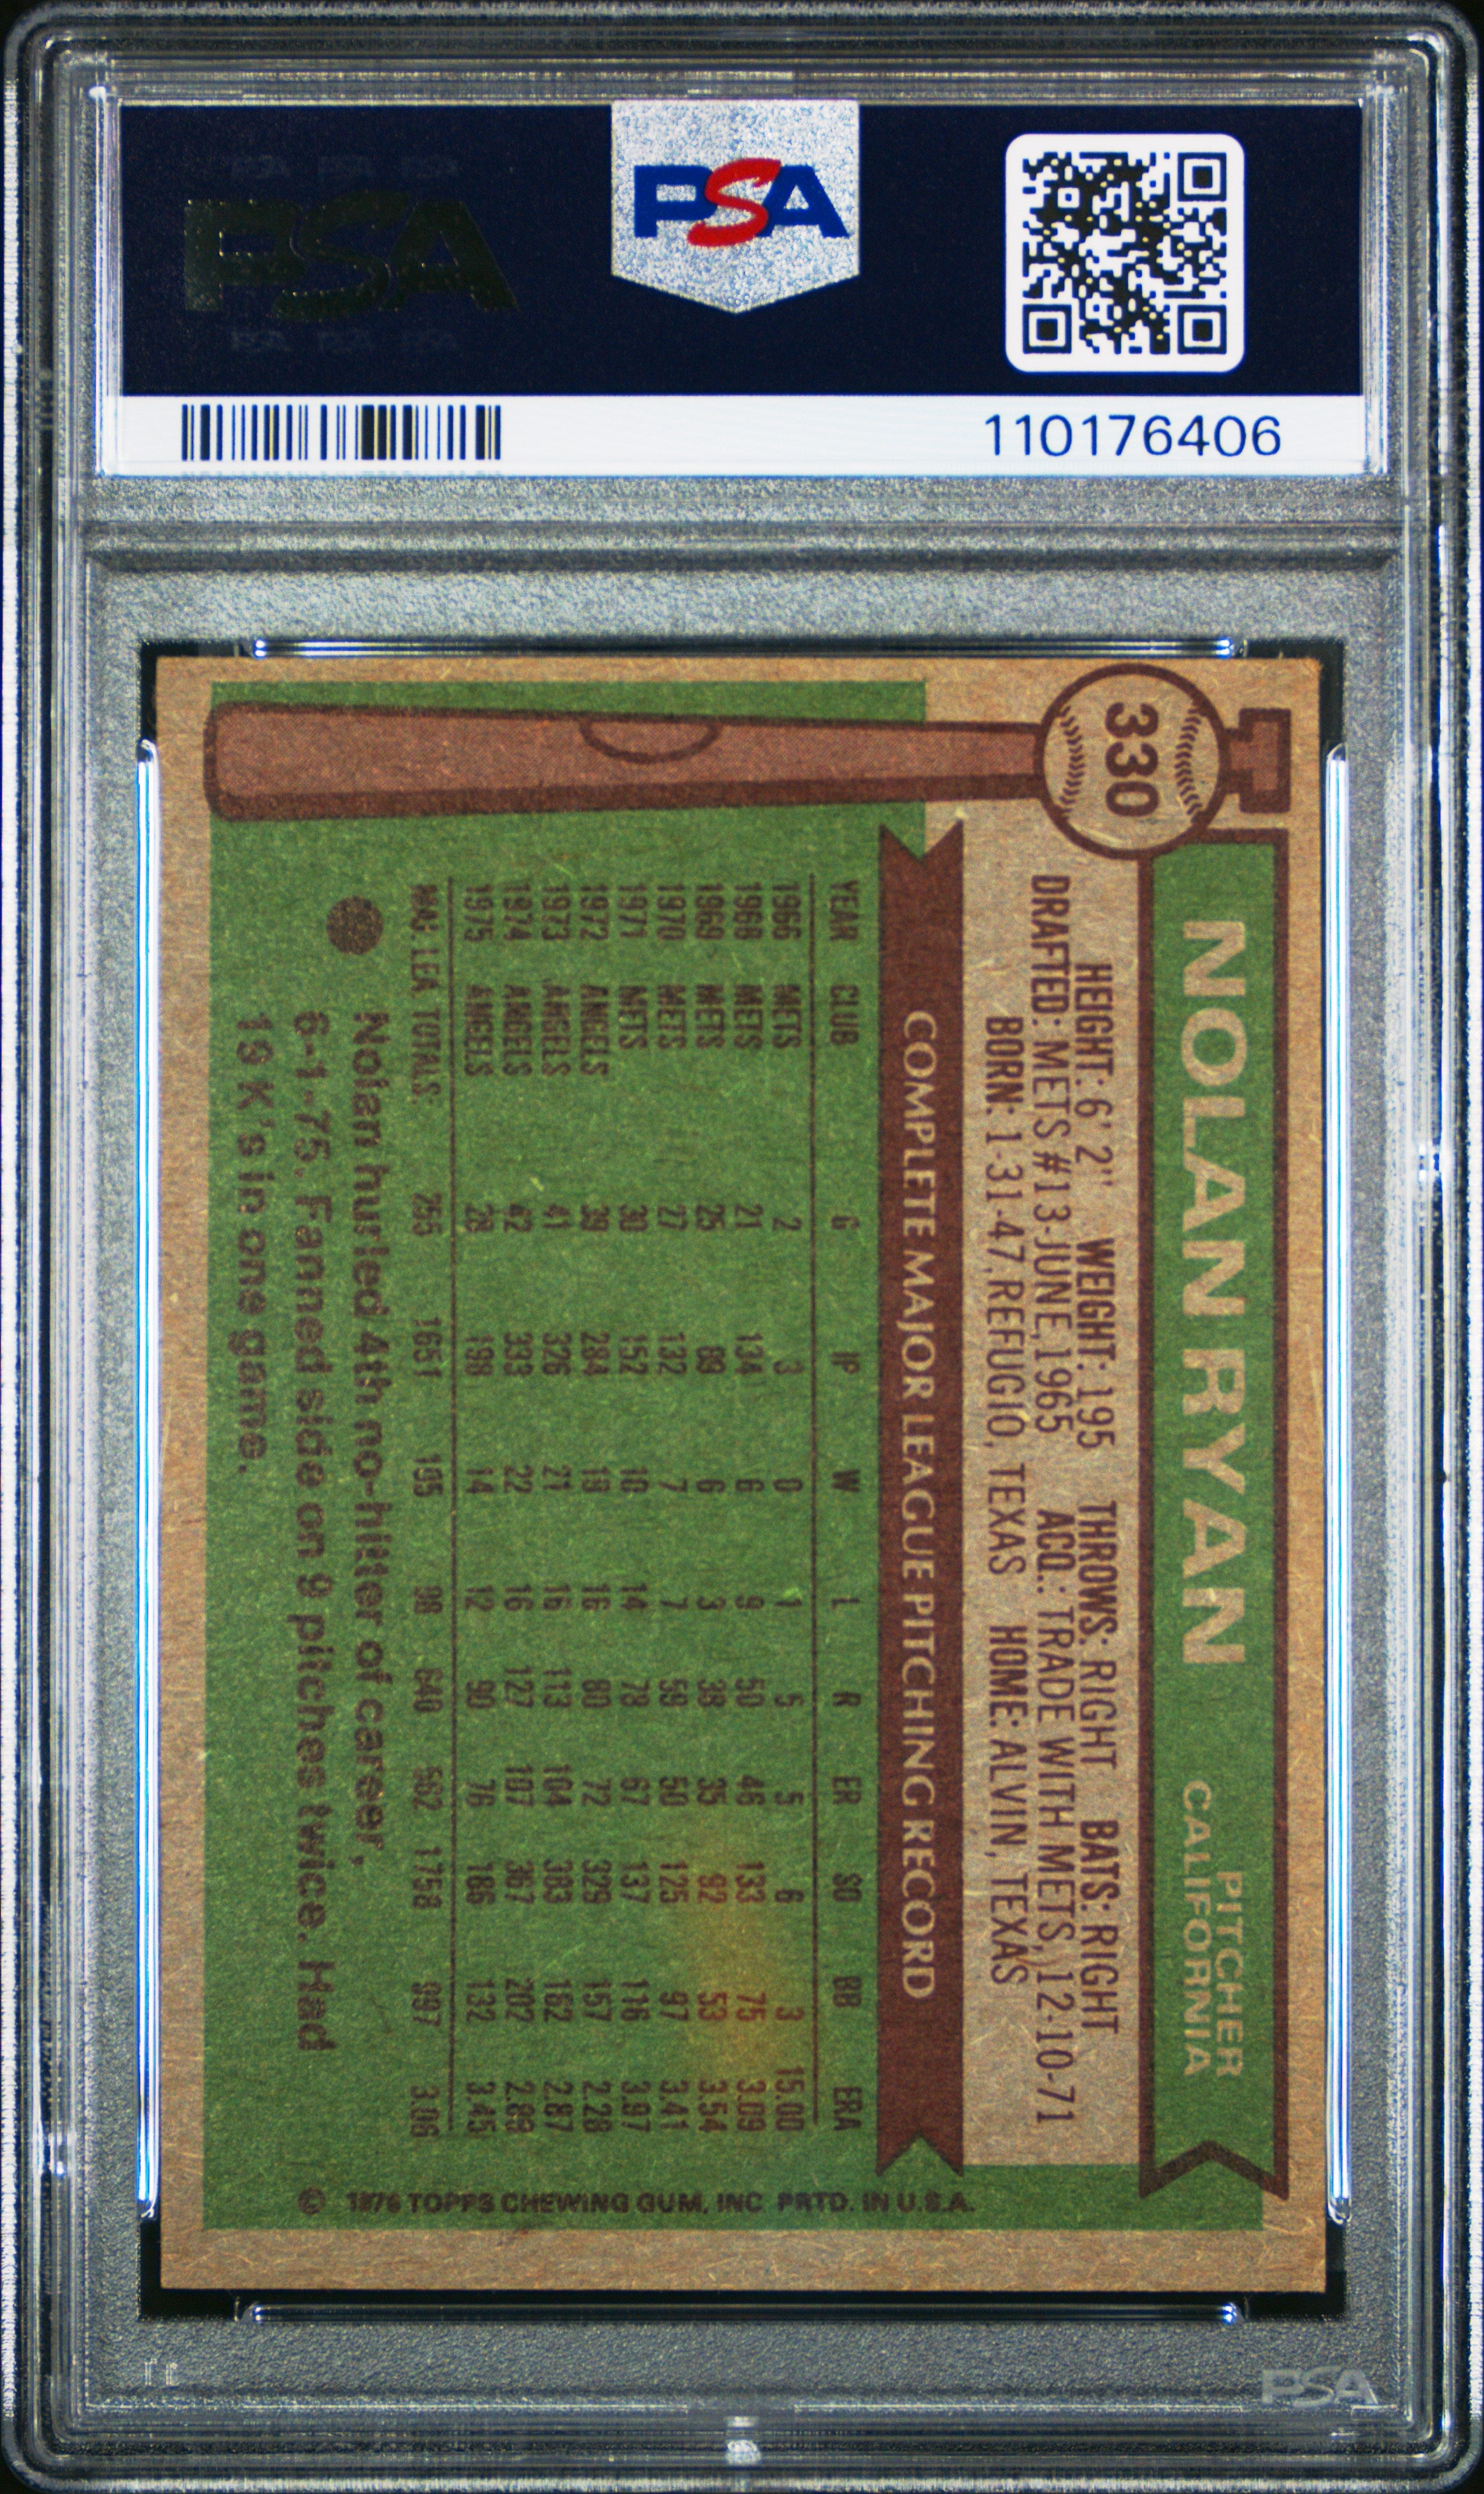 PSA
PSA
110176406
330
NOLAN RYAN PITCHER CALIFORNIA
HEIGHT: 6' 2" WEIGHT: 195 THROWS: RIGHT BATS: RIGHT
DRAFTED: METS #13-JUNE, 1965 ACQ.: TRADE WITH METS, 12-10-71
BORN: 1-31-47, REFUGIO, TEXAS HOME: ALVIN, TEXAS
COMPLETE MAJOR LEAGUE PITCHING RECORD
YEAR CLUB G IP W L R ER SO BB ERA
1966 METS 2 3 0 1 5 5 6 3 15.00
1968 METS 21 134 6 9 50 46 133 75 3.09
1969 METS 25 89 6 3 38 35 92 53 3.54
1970 METS 27 132 7 7 59 50 125 97 3.41
1971 METS 30 152 10 14 78 67 137 116 3.97
1972 ANGELS 39 284 19 16 80 72 329 157 2.28
1973 ANGELS 41 326 21 16 113 104 383 162 2.87
1974 ANGELS 42 333 22 16 127 107 367 202 2.89
1975 ANGELS 28 198 14 12 90 76 186 132 3.45
MAJ. LEA. TOTALS: 255 1651 105 98 640 562 1758 997 3.06
Nolan hurled 4th no-hitter of career,
6-1-75. Fanned side on 9 pitches twice. Had
19 K's in one game.
© 1976 TOPPS CHEWING GUM, INC PRTD. IN U.S.A.
PSA